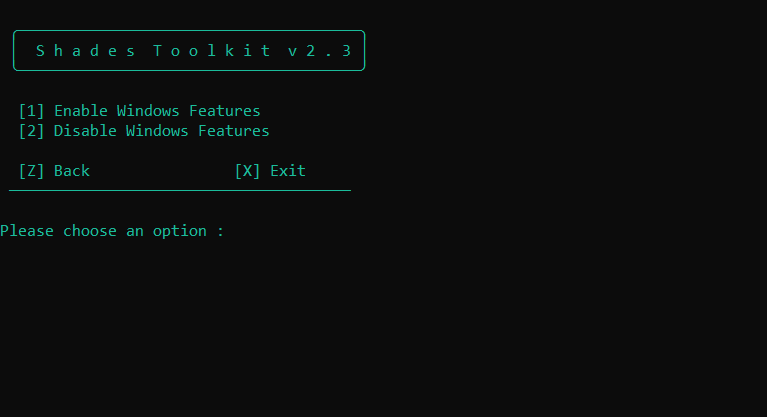 S h a d e s  T o o l k i t  v 2 . 3
[1] Enable Windows Features
[2] Disable Windows Features
[Z] Back                [X] Exit
Please choose an option :